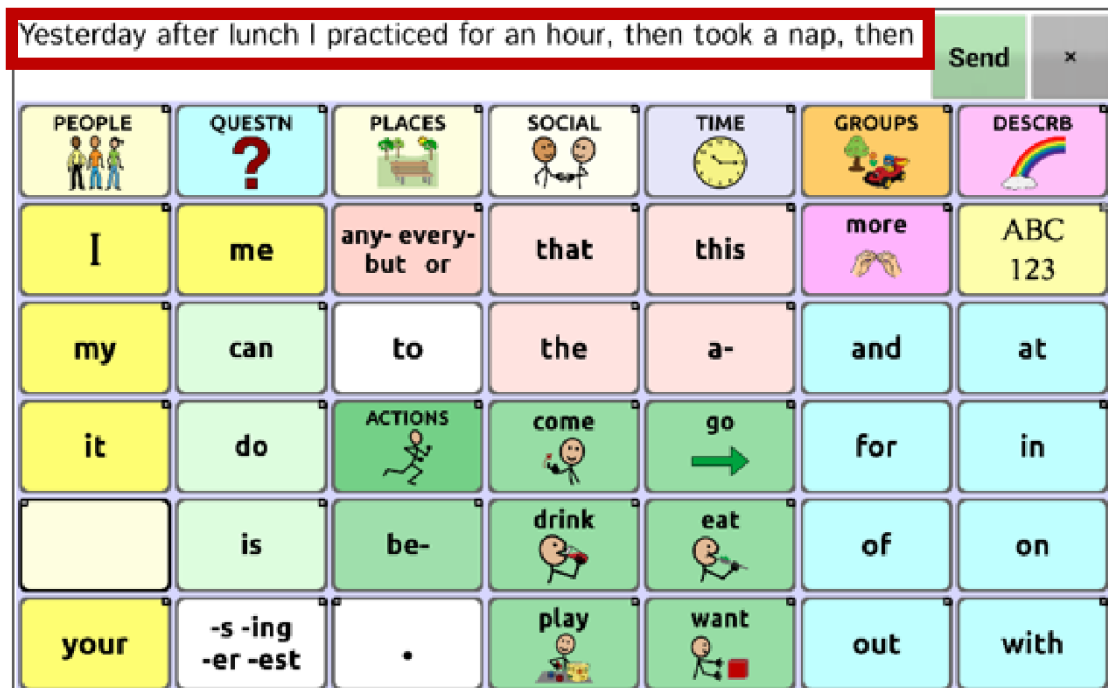 Yesterday after lunch I practiced for an hour, then took a nap, then
Send ×
PEOPLE QUESTN PLACES SOCIAL TIME GROUPS DESCRB
?
I me any- every- that this more ABC
but or 123
my can to the a- and at
it do ACTIONS come go for in
is be- drink eat of on
your -s -ing . play want out with
-er -est